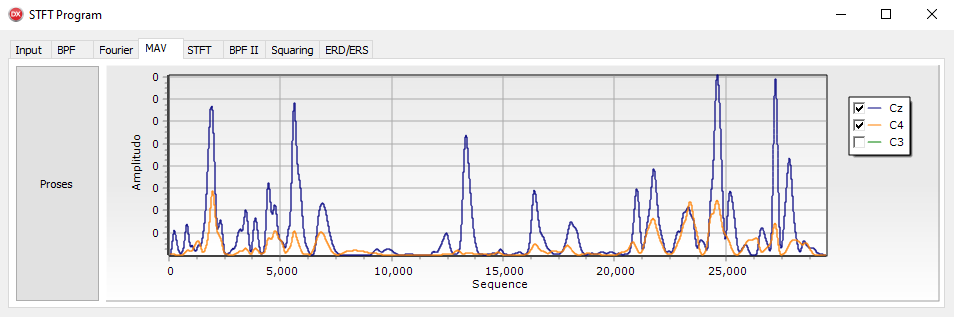 STFT Program
Input BPF Fourier MAV STFT BPF II Squaring ERD/ERS
Proses
Amplitudo
0
0
0
0
0
0
0
0
0 5,000 10,000 15,000 20,000 25,000
Sequence
Cz
C4
C3